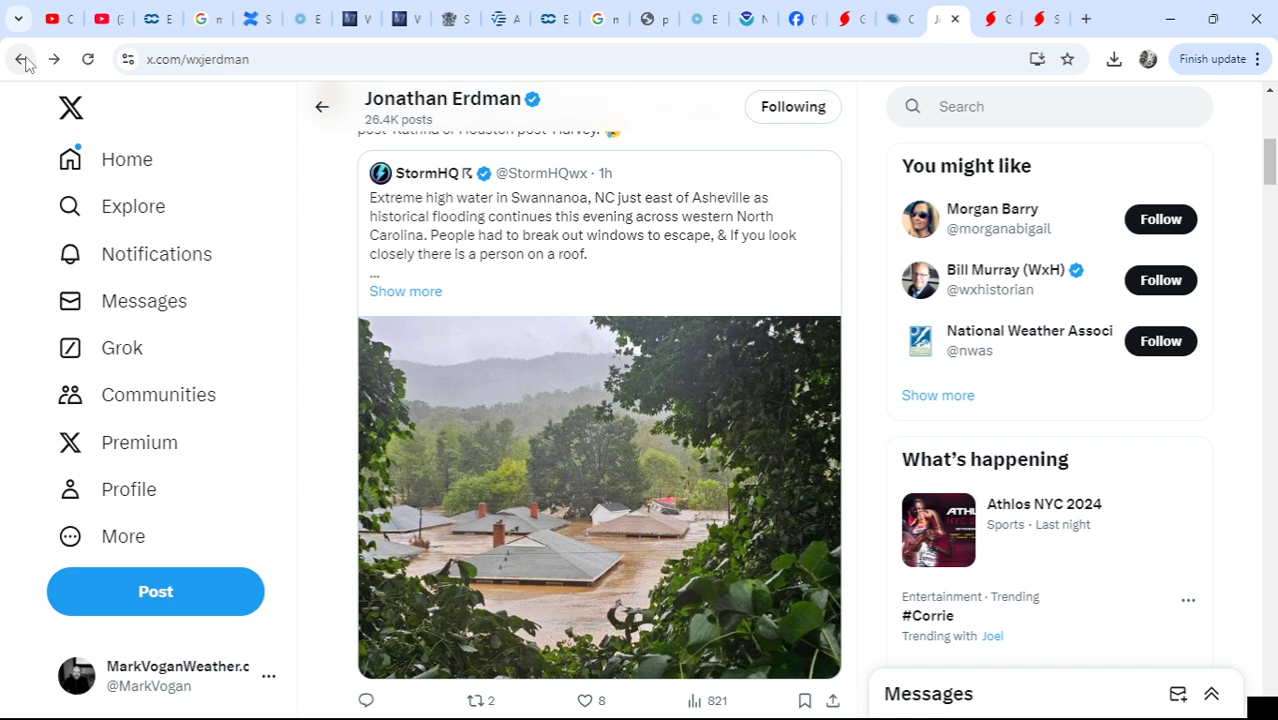 C
(
E
n
S
E
V
V
S
A
E
n
p
E
N
(
G
C
J
C
S
x.com/wxjerdman
Finish update
Jonathan Erdman
26.4K posts
Following
Search
Home
Explore
Notifications
Messages
Grok
Communities
Premium
Profile
More
Post
MarkVoganWeather.c
@MarkVogan
post-Katrina or Houston post-Harvey.
StormHQ @StormHQwx · 1h
Extreme high water in Swannanoa, NC just east of Asheville as
historical flooding continues this evening across western North
Carolina. People had to break out windows to escape, & If you look
closely there is a person on a roof.
...
Show more
2
8
821
You might like
Morgan Barry
@morganabigail
Follow
Bill Murray (WxH)
@wxhistorian
Follow
National Weather Associ
@nwas
Follow
Show more
What’s happening
Athlos NYC 2024
Sports · Last night
Entertainment · Trending
#Corrie
Trending with Joel
Messages